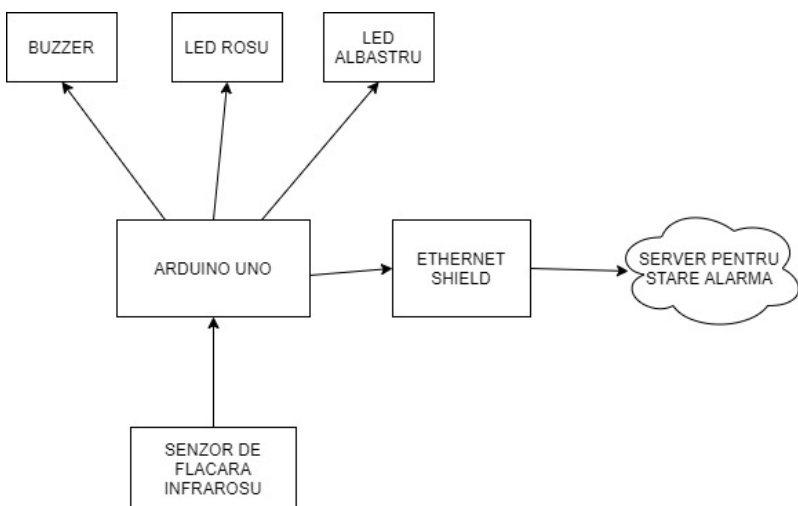 BUZZER
LED ROSU
LED
ALBASTRU
ARDUINO UNO
ETHERNET
SHIELD
SERVER PENTRU
STARE ALARMA
SENZOR DE
FLACARA
INFRAROSU